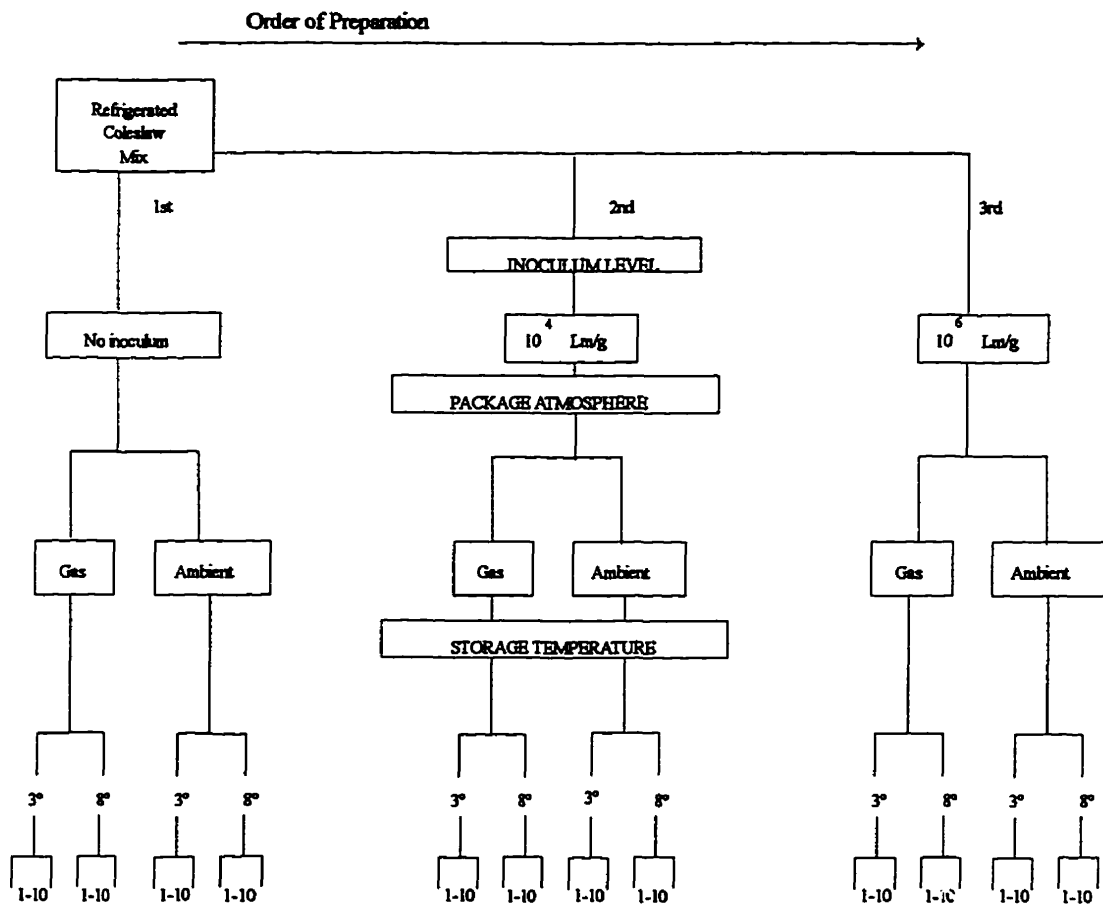 Order of Preparation
Refrigerated
Coleslaw
Mix
1st 2nd 3rd
INOCULUM LEVEL
No inoculum 10^4 Lm/g 10^6 Lm/g
PACKAGE ATMOSPHERE
Gas Ambient Gas Ambient Gas Ambient
STORAGE TEMPERATURE
3° 8° 3° 8° 3° 8° 3° 8° 3° 8° 3° 8°
1-10 1-10 1-10 1-10 1-10 1-10 1-10 1-10 1-10 1-10 1-10 1-10